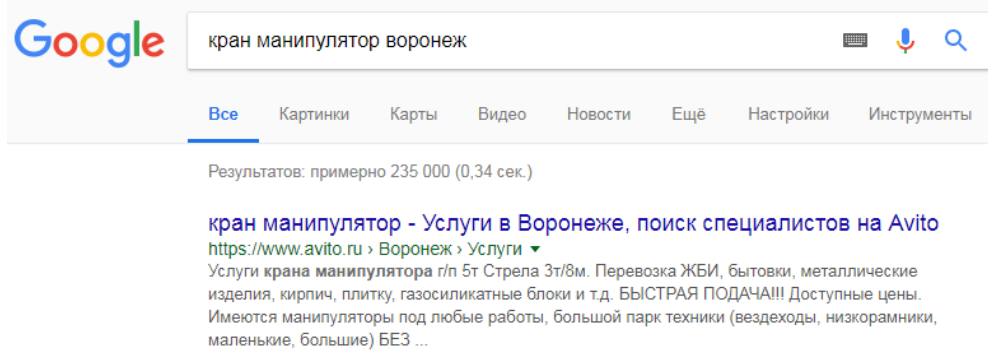 Google
кран манипулятор воронеж
Все Картинки Карты Видео Новости Ещё Настройки Инструменты
Результатов: примерно 235 000 (0,34 сек.)
кран манипулятор - Услуги в Воронеже, поиск специалистов на Avito
https://www.avito.ru › Воронеж › Услуги ▼
Услуги крана манипулятора г/п 5т Стрела 3т/8м. Перевозка ЖБИ, бытовки, металлические
изделия, кирпич, плитку, газосиликатные блоки и т.д. БЫСТРАЯ ПОДАЧА!!! Доступные цены.
Имеются манипуляторы под любые работы, большой парк техники (вездеходы, низкорамники,
маленькие, большие) БЕЗ ...